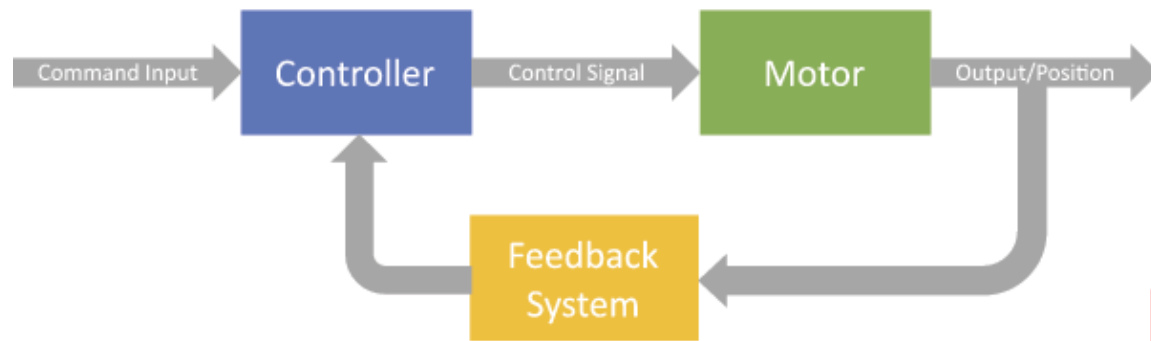 Command Input
Controller
Control Signal
Motor
Output/Position
Feedback
System